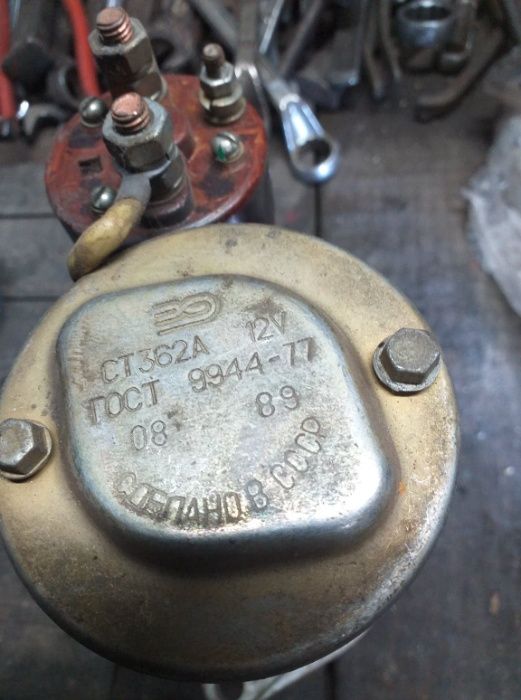 СТ362А 12V
ГОСТ 9944-77
08 89
СДЕЛАНО В СССР